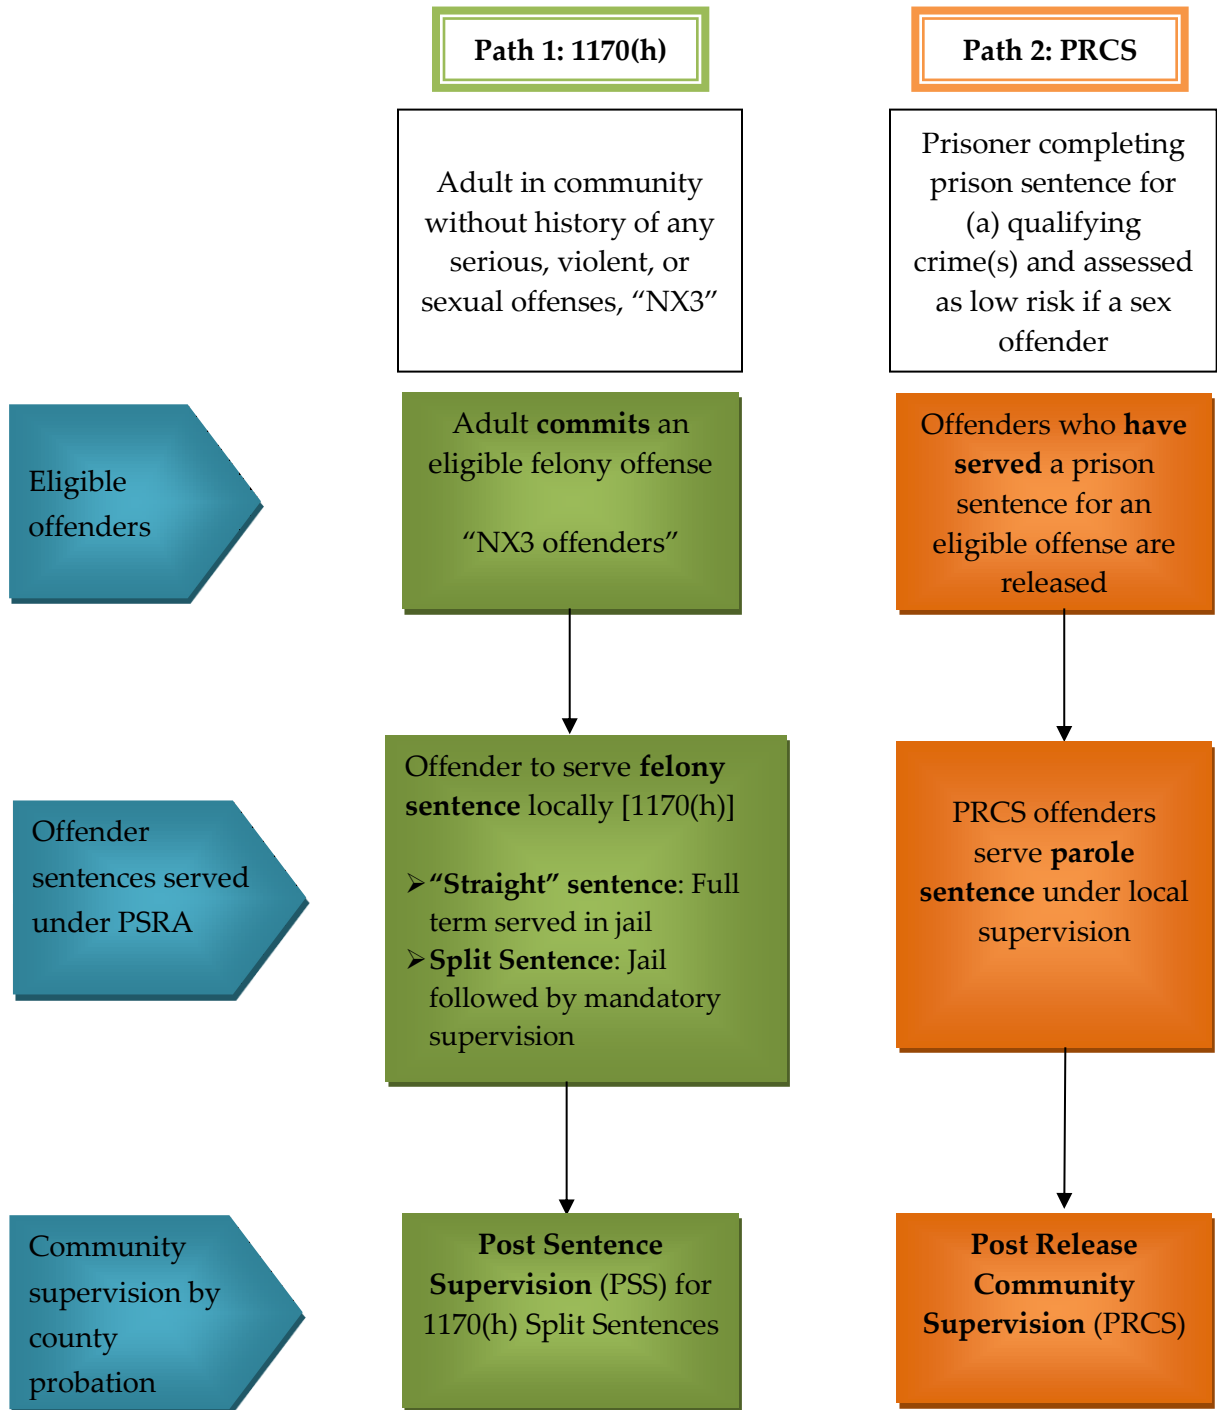 Path 1: 1170(h)
Path 2: PRCS
Adult in community
without history of any
serious, violent, or
sexual offenses, “NX3”
Prisoner completing
prison sentence for
(a) qualifying
crime(s) and assessed
as low risk if a sex
offender
Eligible
offenders
Adult commits an
eligible felony offense
“NX3 offenders”
Offenders who have
served a prison
sentence for an
eligible offense are
released
Offender
sentences served
under PSRA
Offender to serve felony
sentence locally [1170(h)]
➢ “Straight” sentence: Full
term served in jail
➢ Split Sentence: Jail
followed by mandatory
supervision
PRCS offenders
serve parole
sentence under local
supervision
Community
supervision by
county
probation
Post Sentence
Supervision (PSS) for
1170(h) Split Sentences
Post Release
Community
Supervision (PRCS)